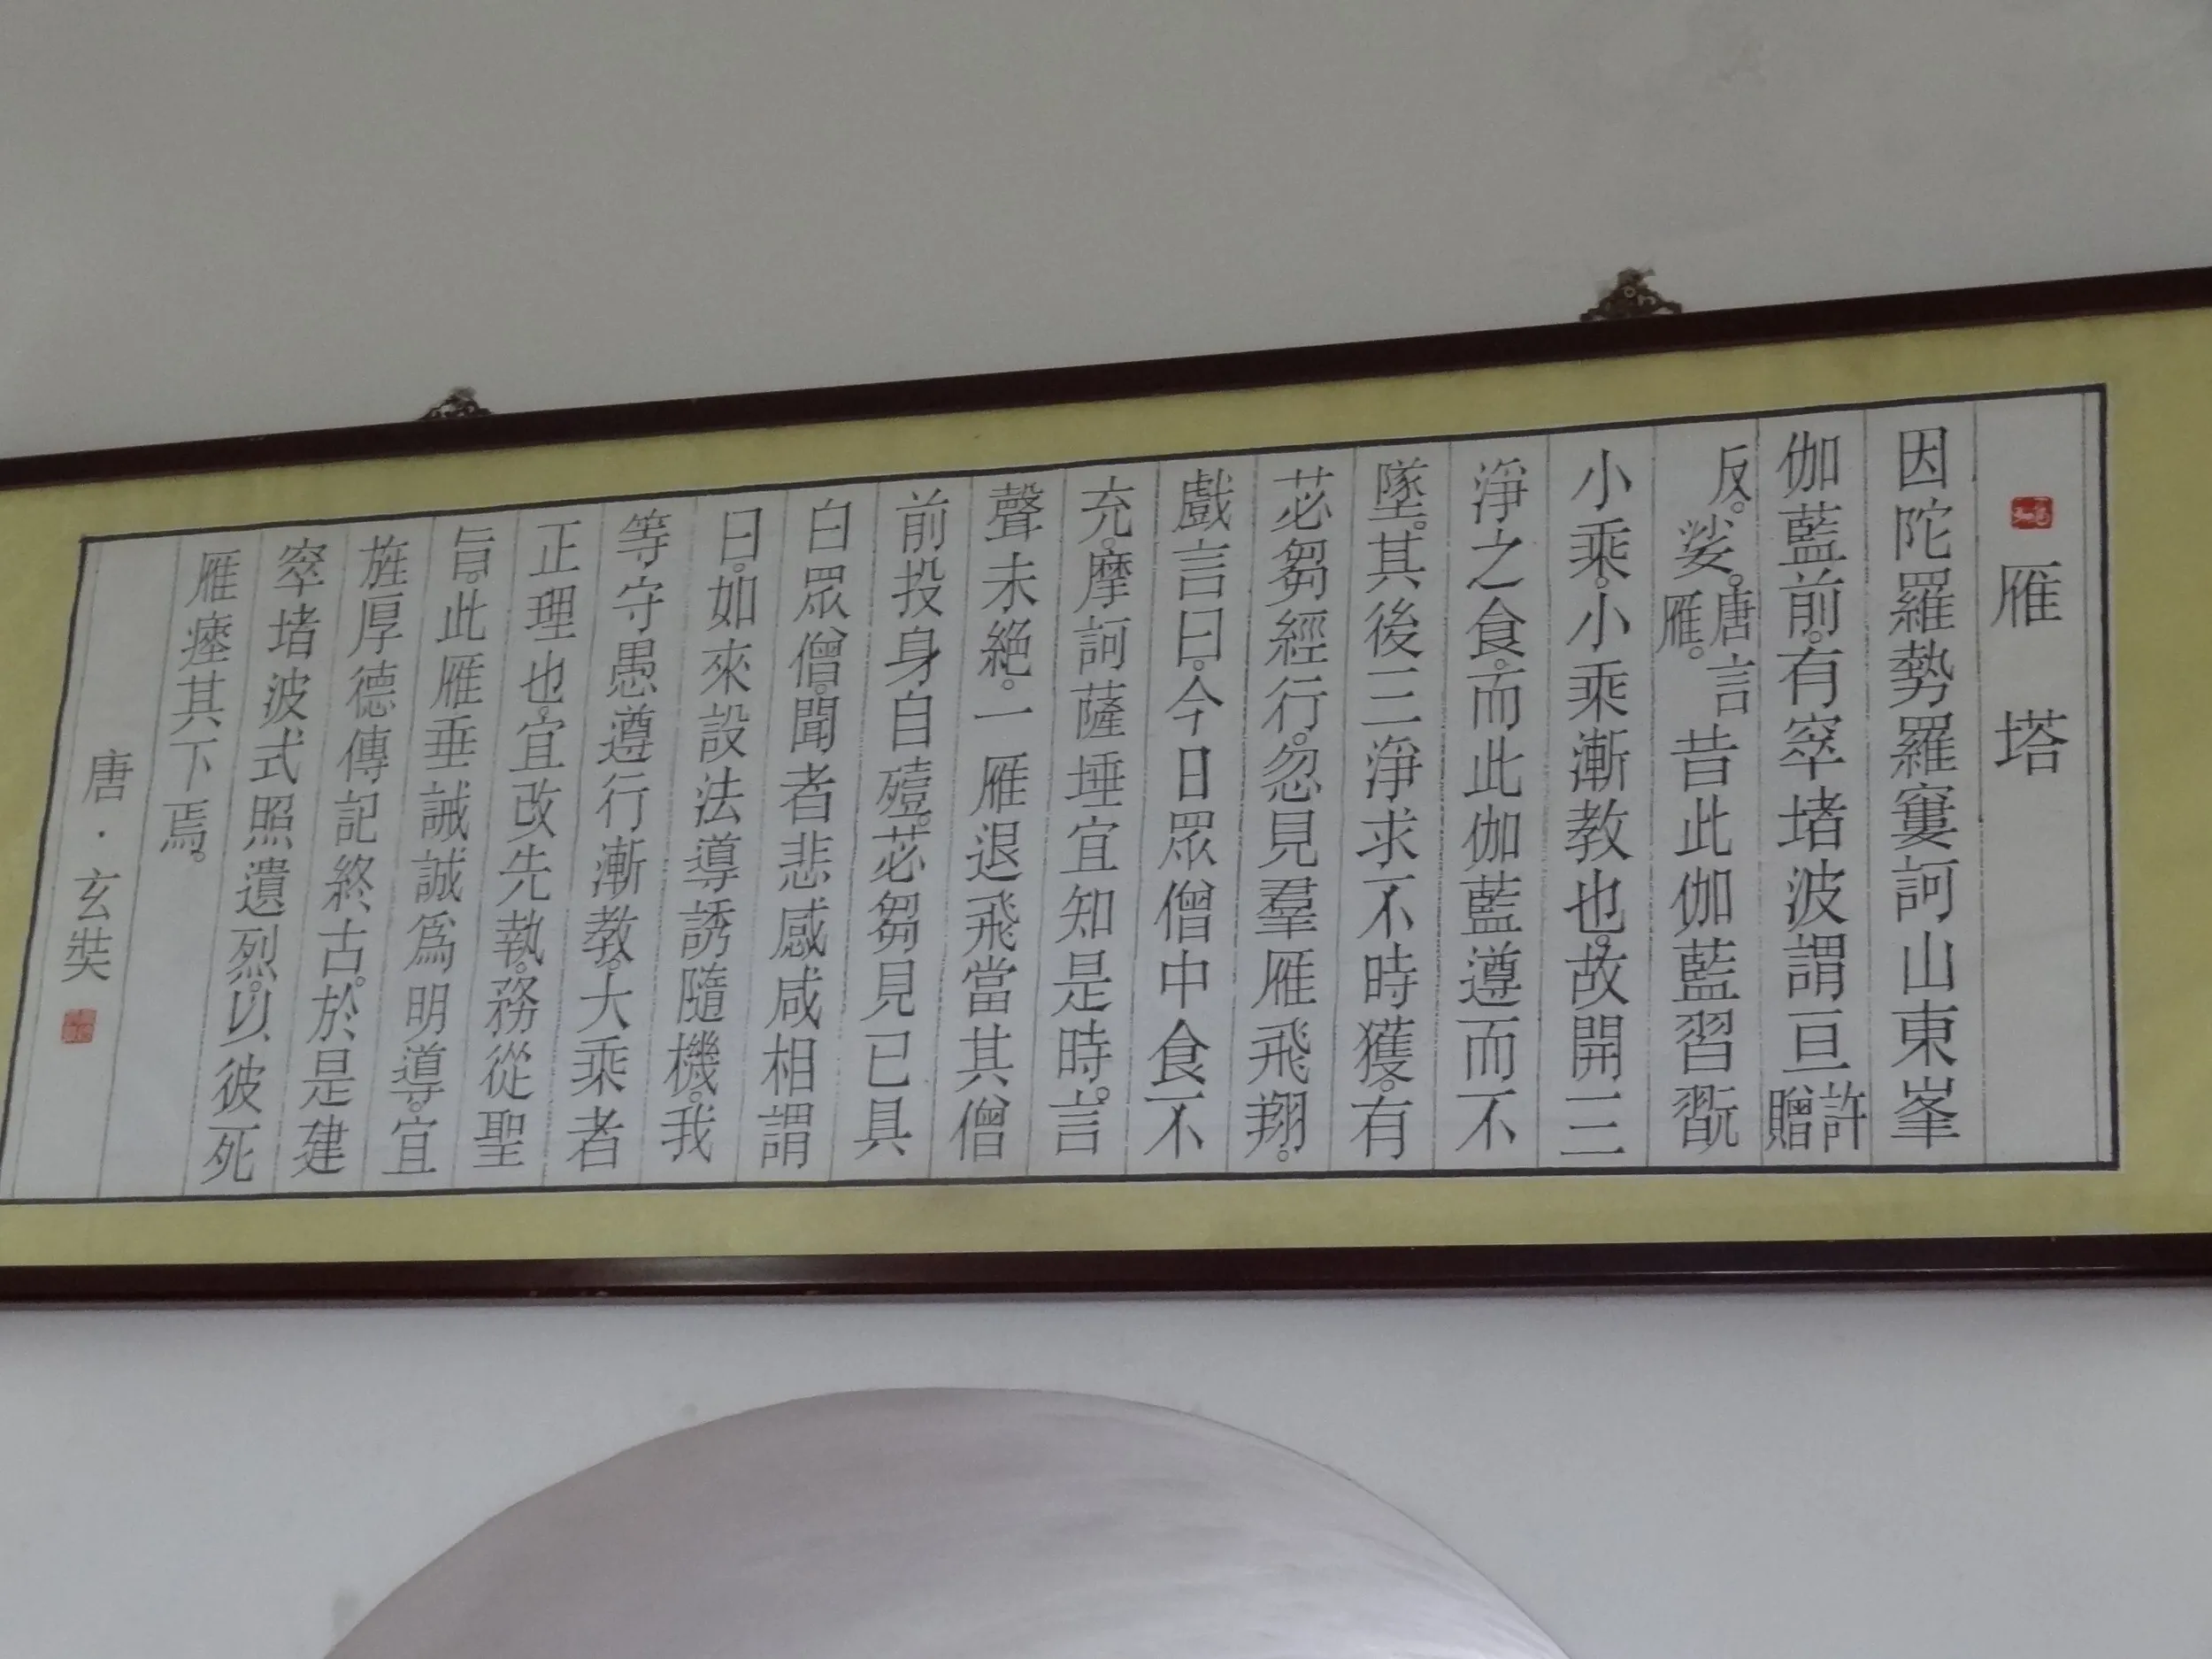 雁塔
因陀羅勢羅窶訶山東峯
伽藍前。有窣堵波謂亘許贈
反。娑。唐言雁。昔此伽藍習翫
小乘。小乘漸教也。故開三
淨之食。而此伽藍遵而不
墜。其後三淨求不時獲。有
苾芻經行。忽見羣雁飛翔。
戲言曰。今日眾僧中食不
充。摩訶薩埵宜知是時。言
聲未絕。一雁退飛當其僧
前投身自殪。苾芻見已具
白眾僧。聞者悲感咸相謂
曰。如來設法導誘隨機。我
等守愚遵行漸教。大乘者
正理也。宜改先執。務從聖
旨。此雁垂誡誠爲明導。宜
旌厚德傳記終古。於是建
窣堵波式照遺烈。以彼死
雁瘞其下焉。
唐·玄奘